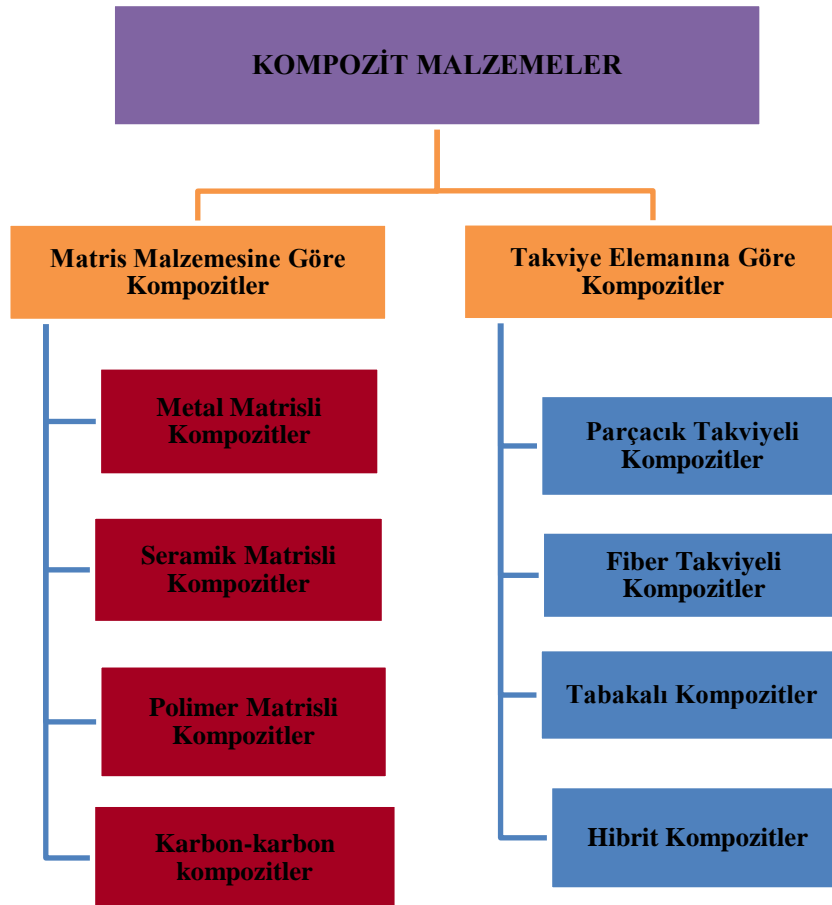 KOMPOZİT MALZEMELER
Matris Malzemesine Göre
Kompozitler
Metal Matrisli
Kompozitler
Seramik Matrisli
Kompozitler
Polimer Matrisli
Kompozitler
Karbon-karbon
kompozitler
Takviye Elemanına Göre
Kompozitler
Parçacık Takviyeli
Kompozitler
Fiber Takviyeli
Kompozitler
Tabakalı Kompozitler
Hibrit Kompozitler